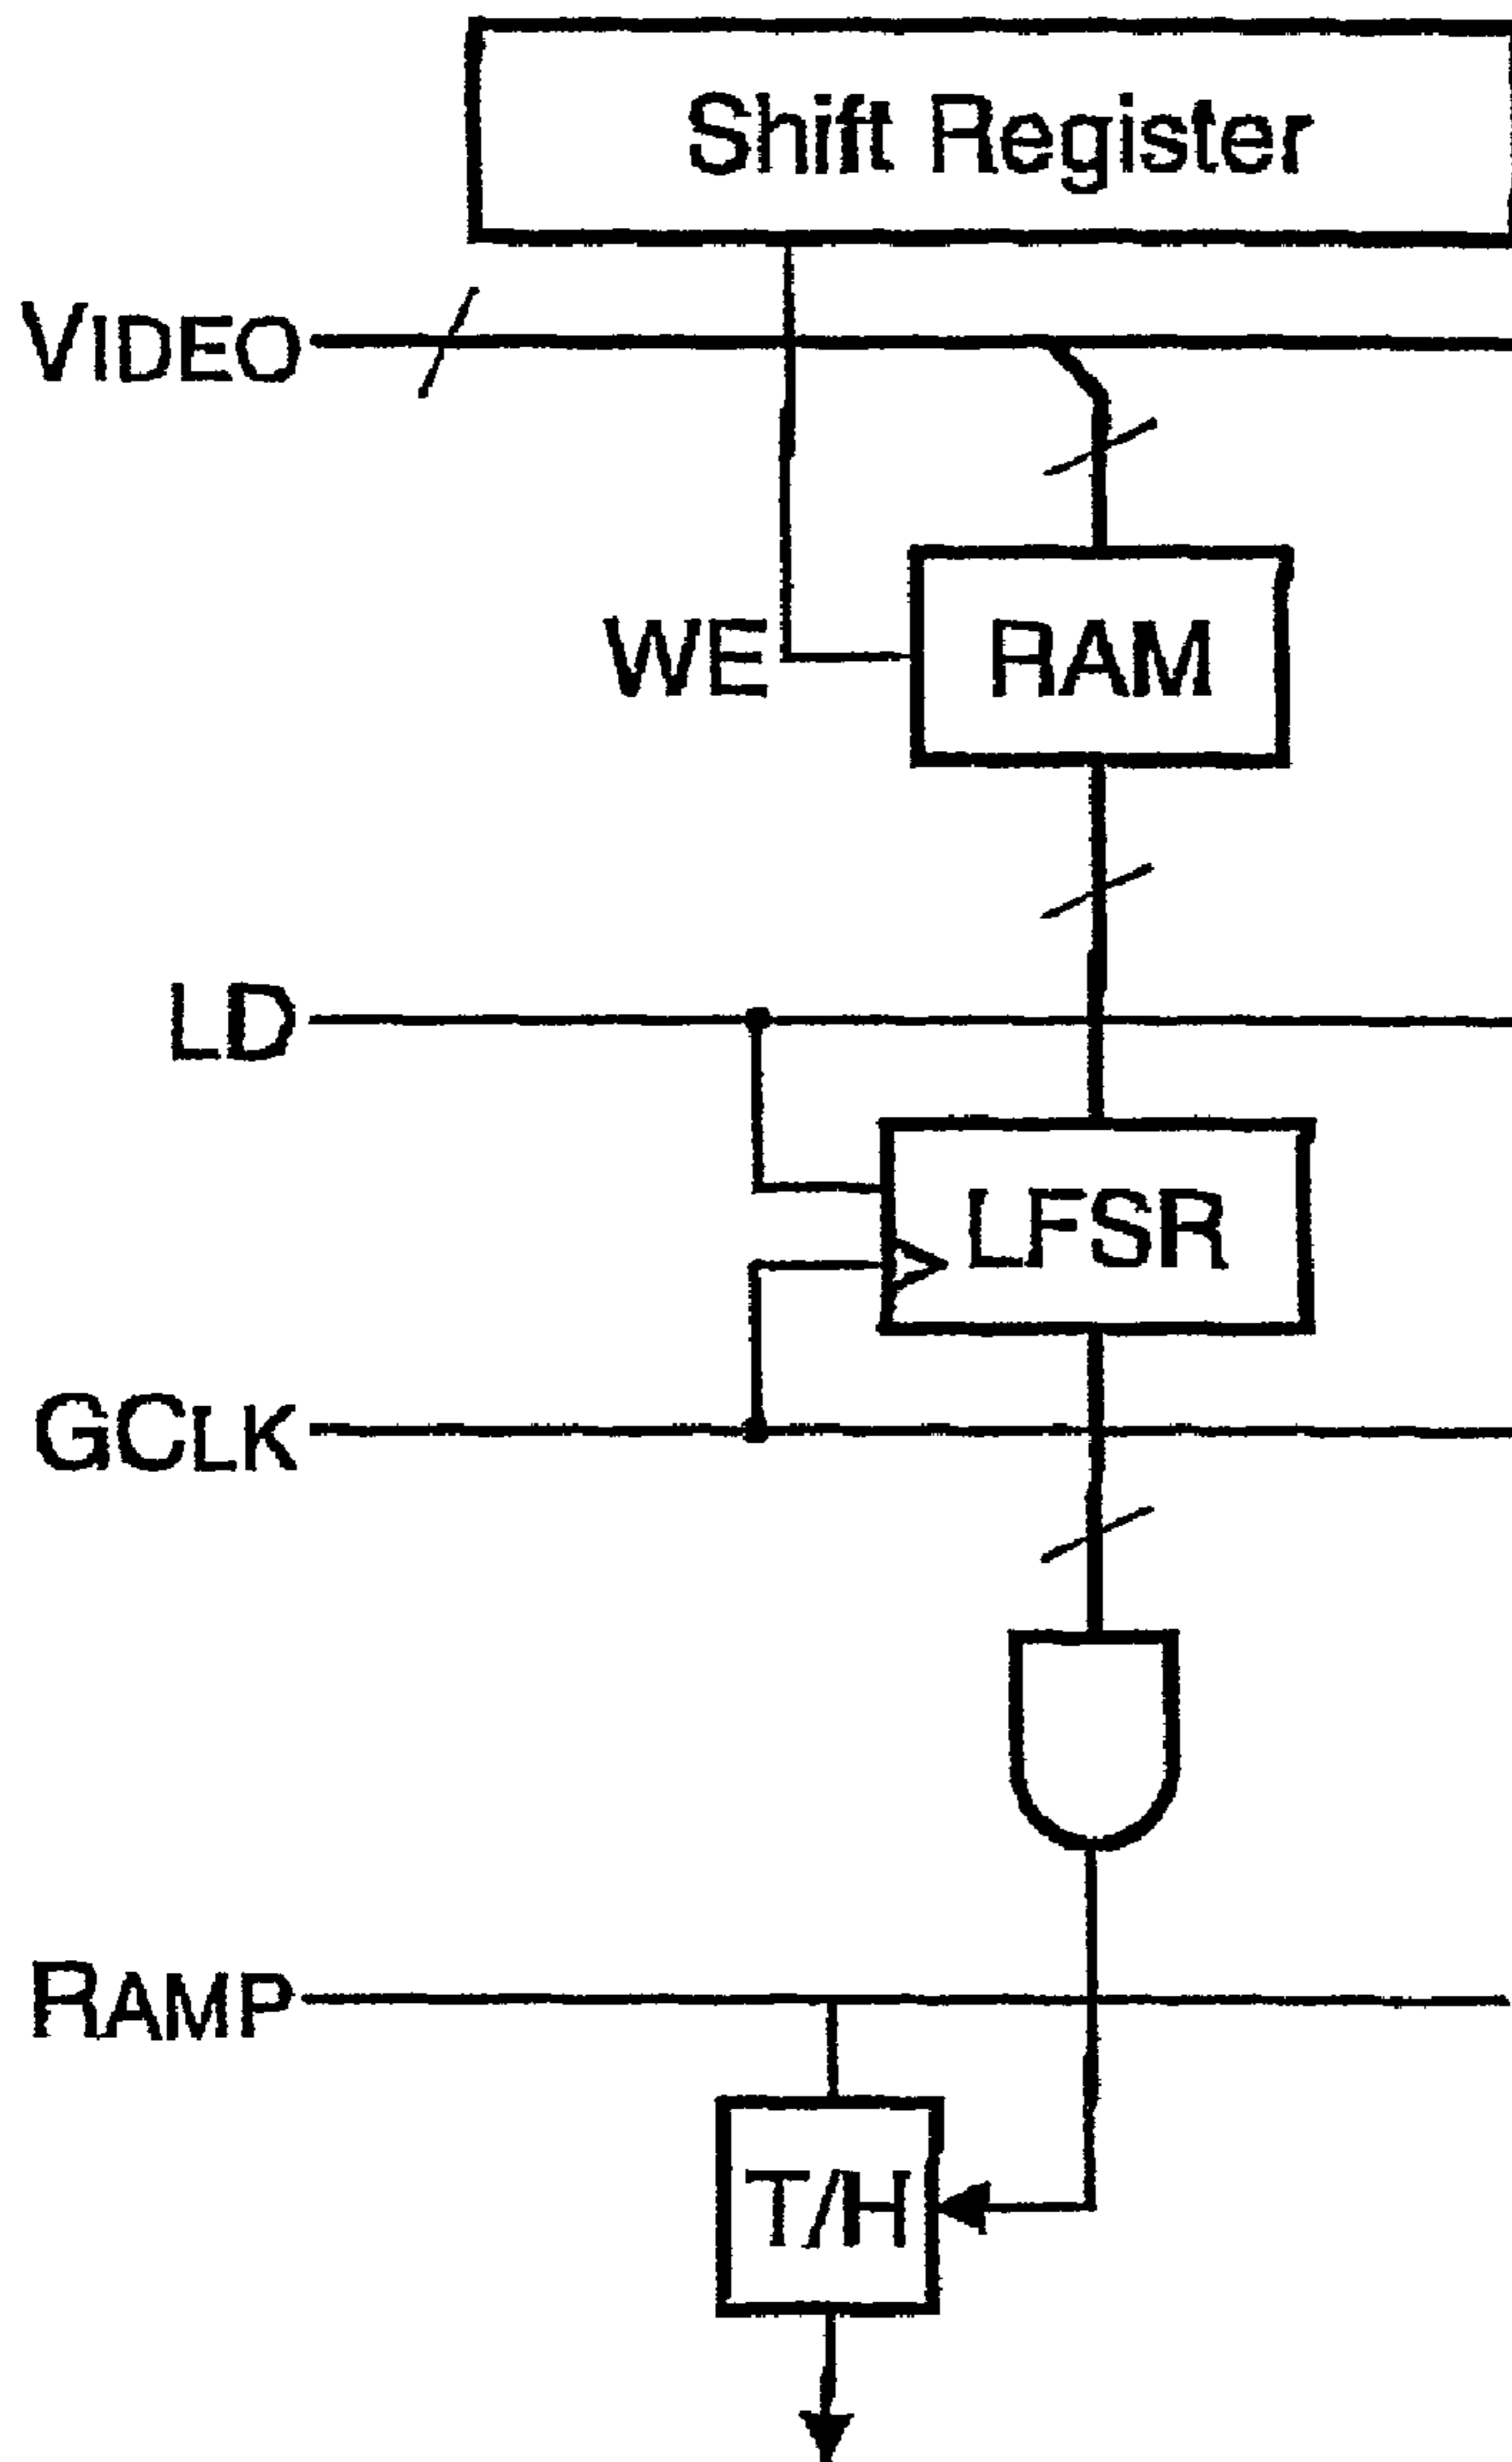 Shift Register
VIDEO
WE
RAM
LD
LFSR
GCLK
RAMP
T/H